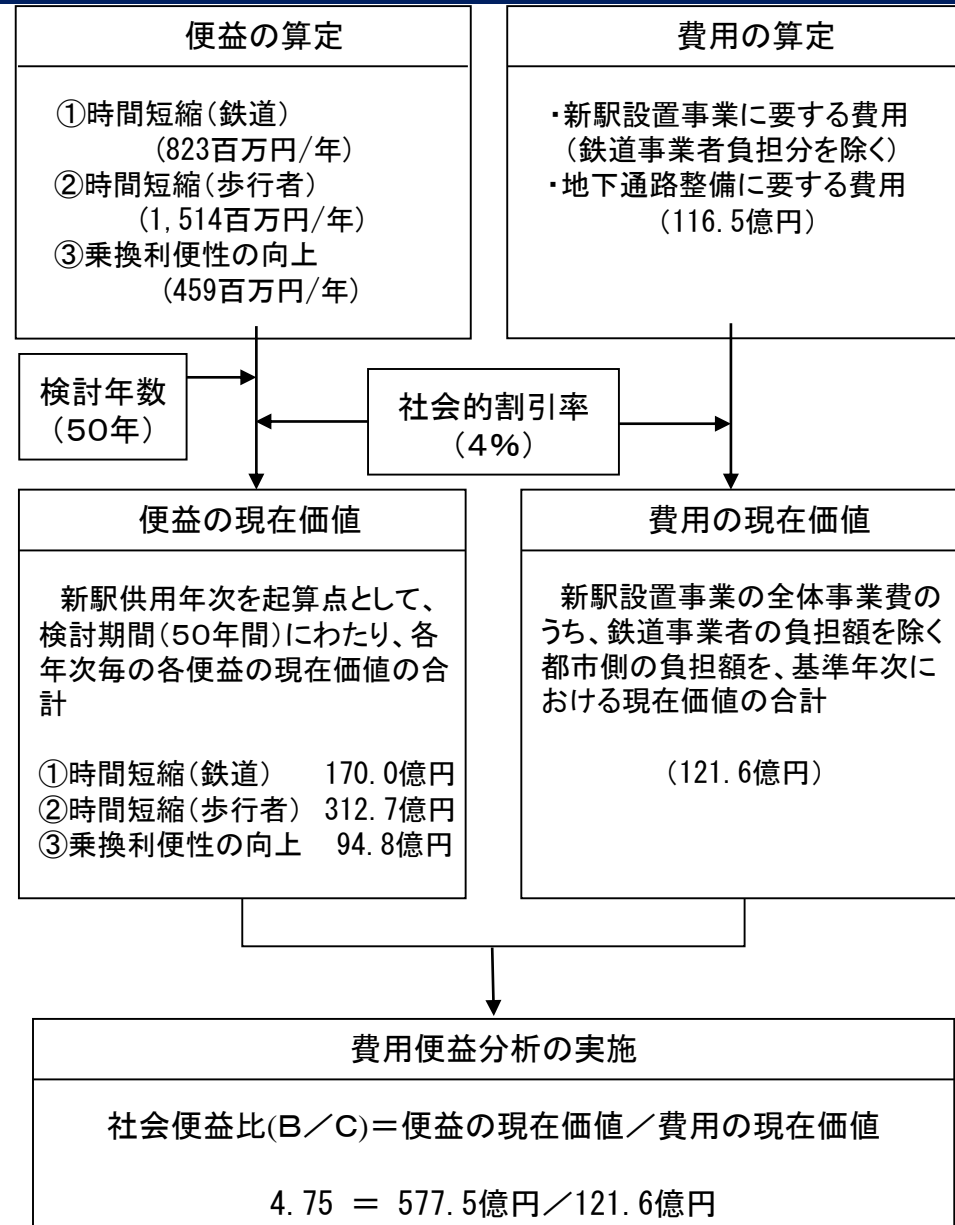 便益の算定
①時間短縮(鉄道)
(823百万円/年)
②時間短縮(歩行者)
(1,514百万円/年)
③乗換利便性の向上
(459百万円/年)
費用の算定
・新駅設置事業に要する費用
(鉄道事業者負担分を除く)
・地下通路整備に要する費用
(116.5億円)
検討年数
(50年)
社会的割引率
(4%)
便益の現在価値
新駅供用年次を起算点として、
検討期間(50年間)にわたり、各
年次毎の各便益の現在価値の合
計
①時間短縮(鉄道) 170.0億円
②時間短縮(歩行者) 312.7億円
③乗換利便性の向上 94.8億円
費用の現在価値
新駅設置事業の全体事業費の
うち、鉄道事業者の負担額を除く
都市側の負担額を、基準年次に
おける現在価値の合計
(121.6億円)
費用便益分析の実施
社会便益比(B/C)=便益の現在価値/費用の現在価値
4.75 = 577.5億円/121.6億円